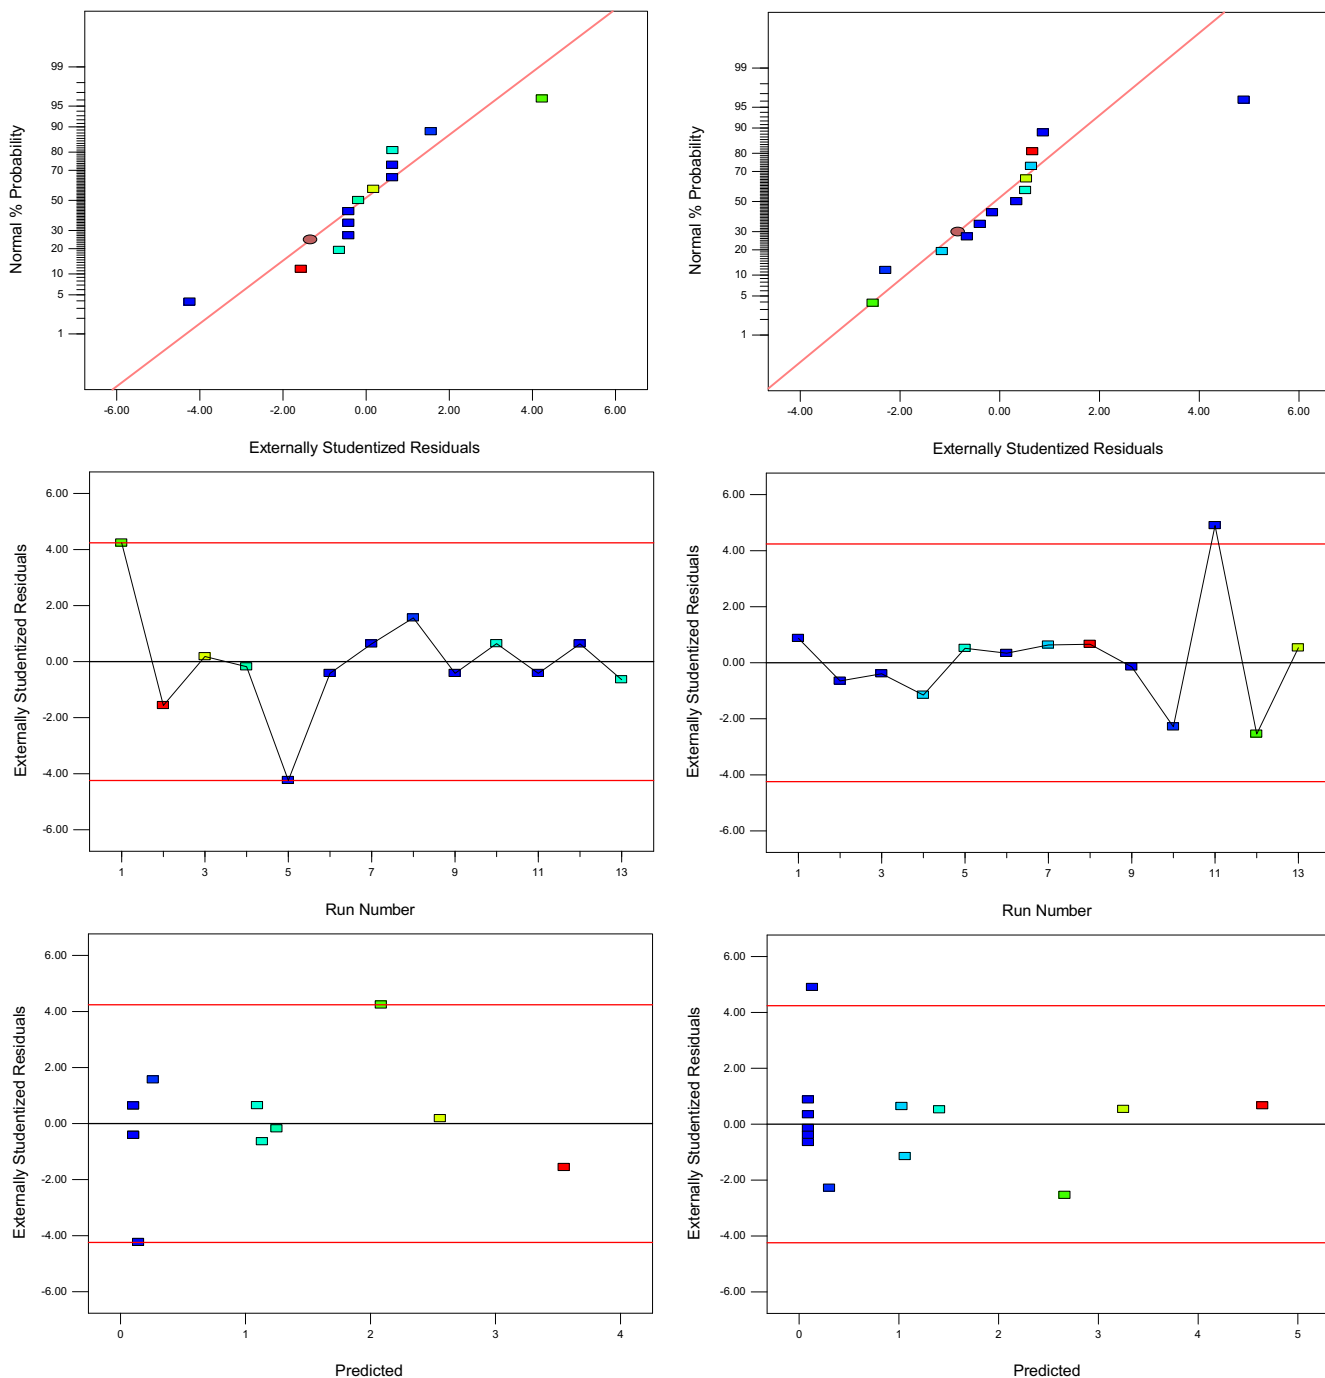 99
95
90
80
70
50
30
20
10
5
1
Normal % Probability
-6.00 -4.00 -2.00 0.00 2.00 4.00 6.00
Externally Studentized Residuals
99
95
90
80
70
50
30
20
10
5
1
Normal % Probability
-4.00 -2.00 0.00 2.00 4.00 6.00
Externally Studentized Residuals
6.00
4.00
2.00
0.00
-2.00
-4.00
-6.00
Externally Studentized Residuals
1 3 5 7 9 11 13
Run Number
6.00
4.00
2.00
0.00
-2.00
-4.00
-6.00
Externally Studentized Residuals
1 3 5 7 9 11 13
Run Number
6.00
4.00
2.00
0.00
-2.00
-4.00
-6.00
Externally Studentized Residuals
0 1 2 3 4
Predicted
6.00
4.00
2.00
0.00
-2.00
-4.00
-6.00
Externally Studentized Residuals
0 1 2 3 4 5
Predicted